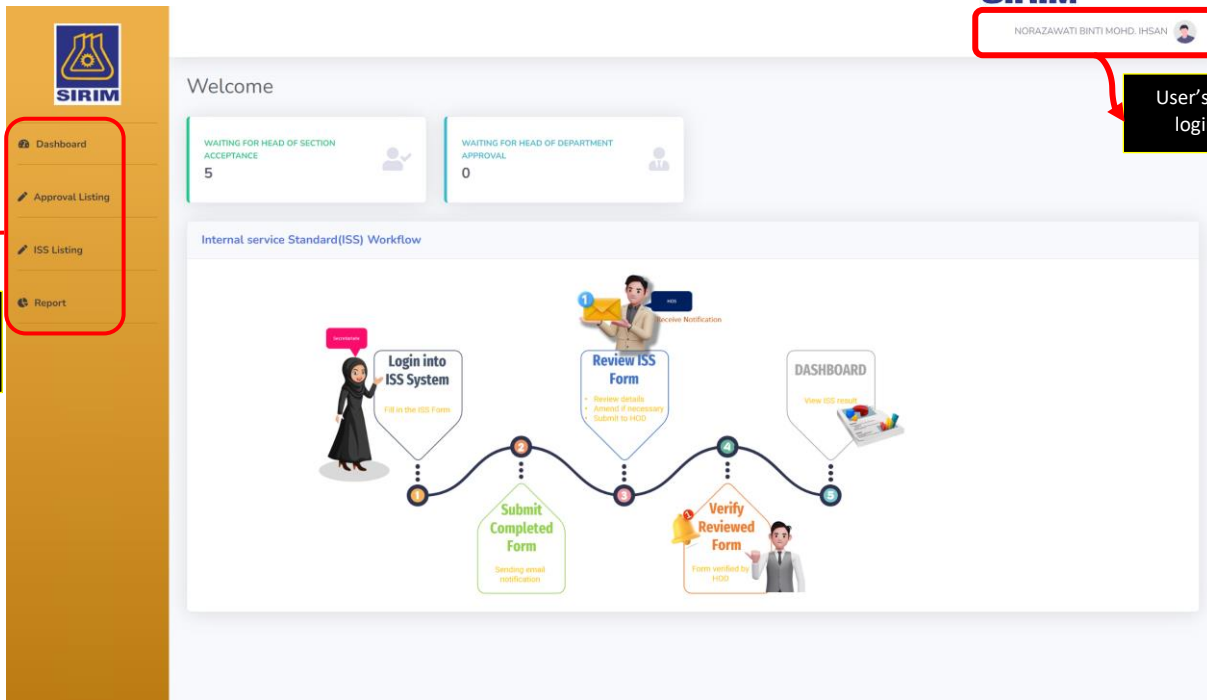 SIRIM
NORAZAWATI BINTI MOHD. IHSAN
SIRIM
User's
logi
Welcome
Dashboard
Approval Listing
ISS Listing
Report
WAITING FOR HEAD OF SECTION
ACCEPTANCE
5
WAITING FOR HEAD OF DEPARTMENT
APPROVAL
0
Internal service Standard(ISS) Workflow
1
HOS
Receive Notification
Login into
ISS System
Fill in the ISS Form
Review ISS
Form
• Review details
• Amend if necessary
• Submit to HOD
DASHBOARD
View ISS result
1
2
3
4
5
Submit
Completed
Form
Sending email
notification
Verify
Reviewed
Form
Form verified by
HOD